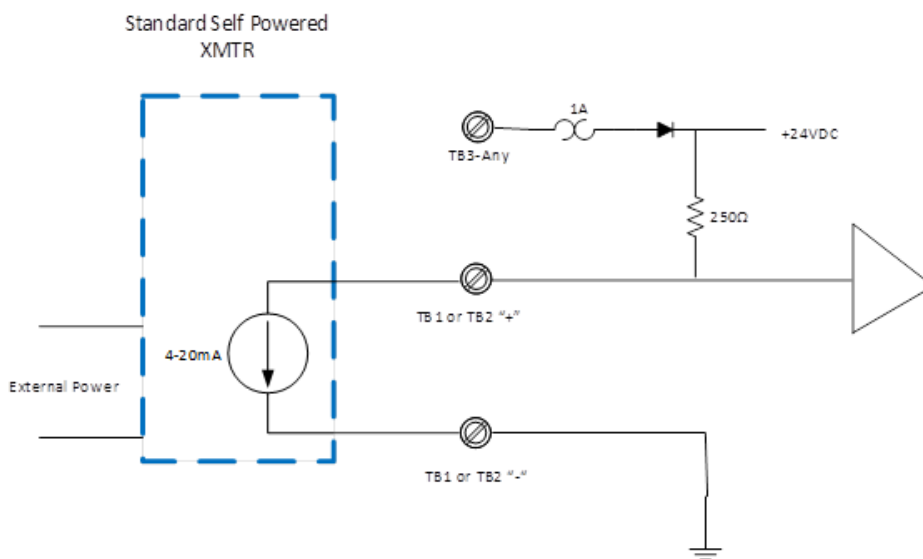 Standard Self Powered
XMTR
1A
TB3-Any
+24VDC
250Ω
TB1 or TB2 “+”
4-20mA
External Power
TB1 or TB2 “-”